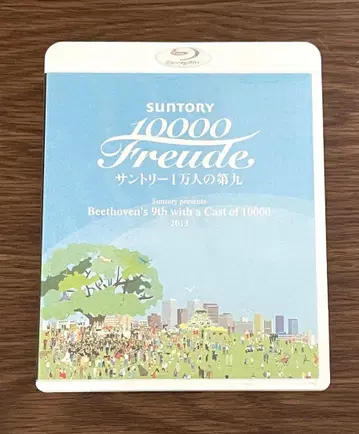 Blu-ray Disc
SUNTORY
10000
Freude
サントリー1万人の第九
Suntory presents
Beethoven's 9th with a Cast of 10000
2013